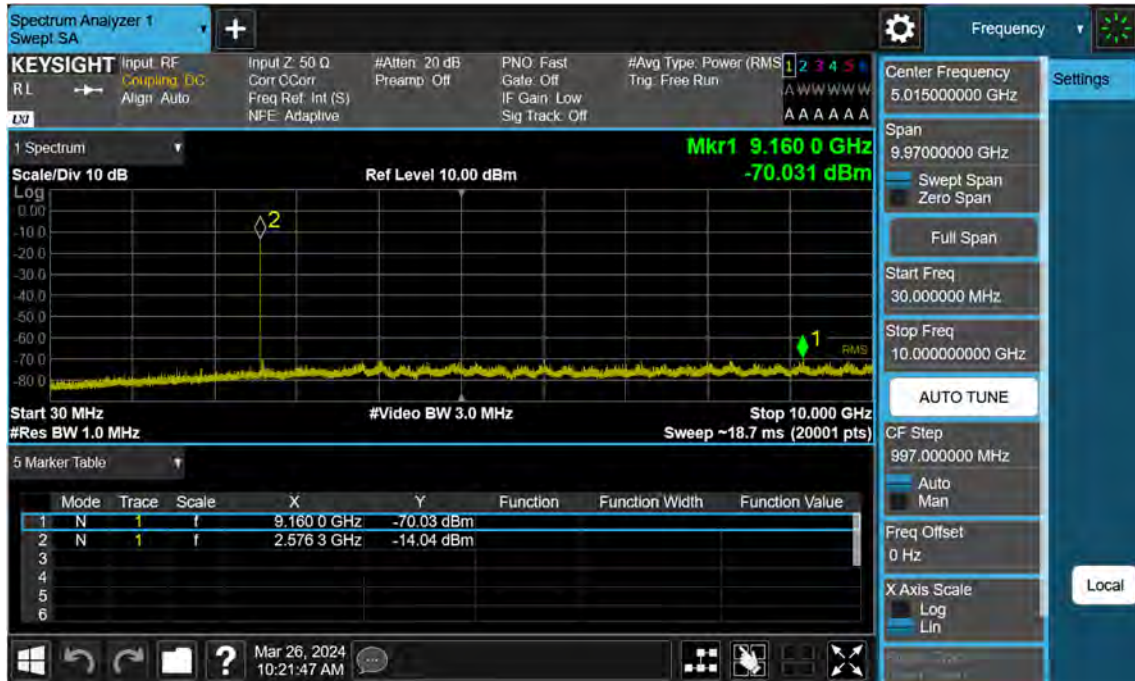 Spectrum Analyzer 1
Swept SA
+
Frequency
KEYSIGHT
RL
LXI
Input: RF
Coupling: DC
Align: Auto
Input Z: 50 Ω
Corr CCorr
Freq Ref: Int (S)
NFE: Adaptive
#Atten: 20 dB
Preamp: Off
PNO: Fast
Gate: Off
IF Gain: Low
Sig Track: Off
#Avg Type: Power (RMS
Trig: Free Run
1 2 3 4 5 6
A W W W W W
A A A A A A
Center Frequency
5.015000000 GHz
Settings
1 Spectrum
Scale/Div 10 dB
Ref Level 10.00 dBm
Mkr1 9.160 0 GHz
-70.031 dBm
Span
9.97000000 GHz
Swept Span
Zero Span
Full Span
Start Freq
30.000000 MHz
Stop Freq
10.000000000 GHz
AUTO TUNE
CF Step
997.000000 MHz
Auto
Man
Freq Offset
0 Hz
X Axis Scale
Log
Lin
Local
Log
0.00
-10.0
-20.0
-30.0
-40.0
-50.0
-60.0
-70.0
-80.0
2
1
RMS
Start 30 MHz
#Video BW 3.0 MHz
Stop 10.000 GHz
#Res BW 1.0 MHz
Sweep ~18.7 ms (20001 pts)
5 Marker Table
Mode Trace Scale X Y Function Function Width Function Value
1 N 1 f 9.160 0 GHz -70.03 dBm
2 N 1 f 2.576 3 GHz -14.04 dBm
3
4
5
6
?
Mar 26, 2024
10:21:47 AM